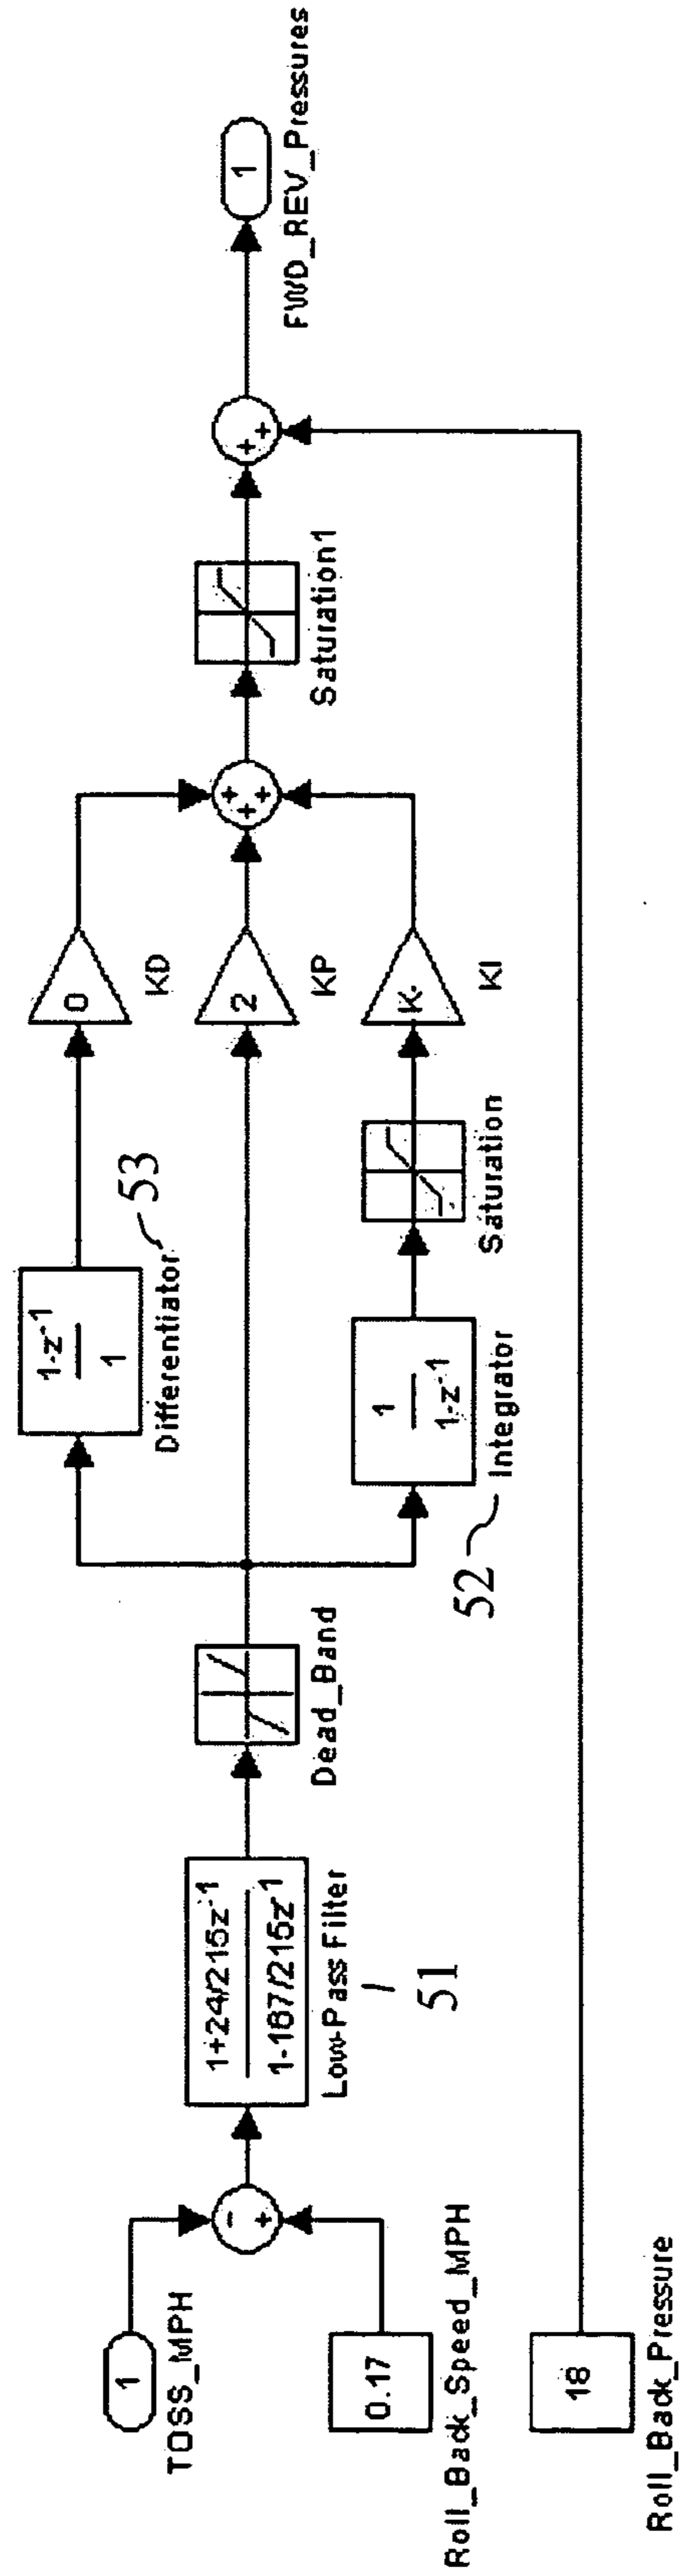 1
TOSS_MPH
0.17
Roll_Back_Speed_MPH
18
Roll_Back_Pressure
-
+
1+24/215z-1
1-167/215z-1
Low-Pass Filter
51
Dead_Band
1-z-1
1
Differentiator
53
1
1-z-1
Integrator
52
Saturation
0
KD
2
KP
K-
KI
+
+
+
Saturation1
+
+
1
FWD_REV_Pressures